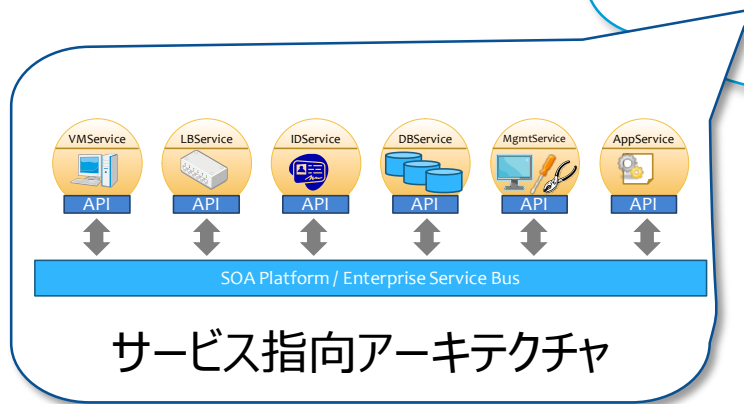 VMService
LBService
IDService
DBService
MgmtService
AppService
API
API
API
API
API
API
SOA Platform / Enterprise Service Bus
サービス指向アーキテクチャ